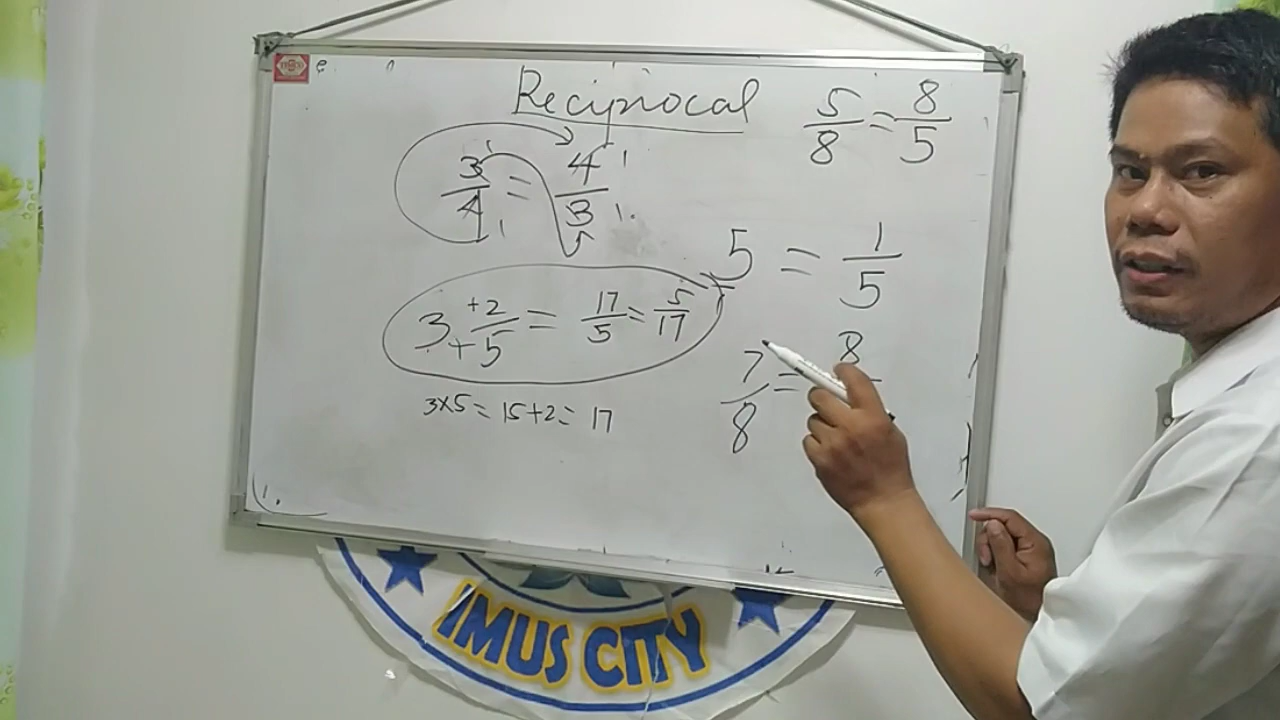 Reciprocal
5/8 = 8/5
3/4 = 4/3
5 = 1/5
3 + 2/5 = 17/5 = 5/17
7/8 = 8
3x5 = 15+2 = 17
IMUS CITY